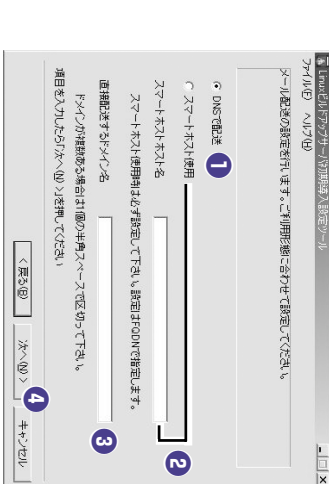 Linuxビルドアップサーバ初期導入設定ツール
ファイル(F) ヘルプ(H)
メール配送の設定を行います。ご利用形態に合わせて設定してください。
DNSで配送
1
スマートホスト使用
スマートホスト ホスト名
2
スマートホスト使用時は必ず設定して下さい。設定はFQDNで指定します。
直接配送するドメイン名
3
ドメインが複数ある場合は1個の半角スペースで区切って下さい。
項目を入力したら「次へ(N) >」を押してください
< 戻る(B)
次へ(N) >
4
キャンセル